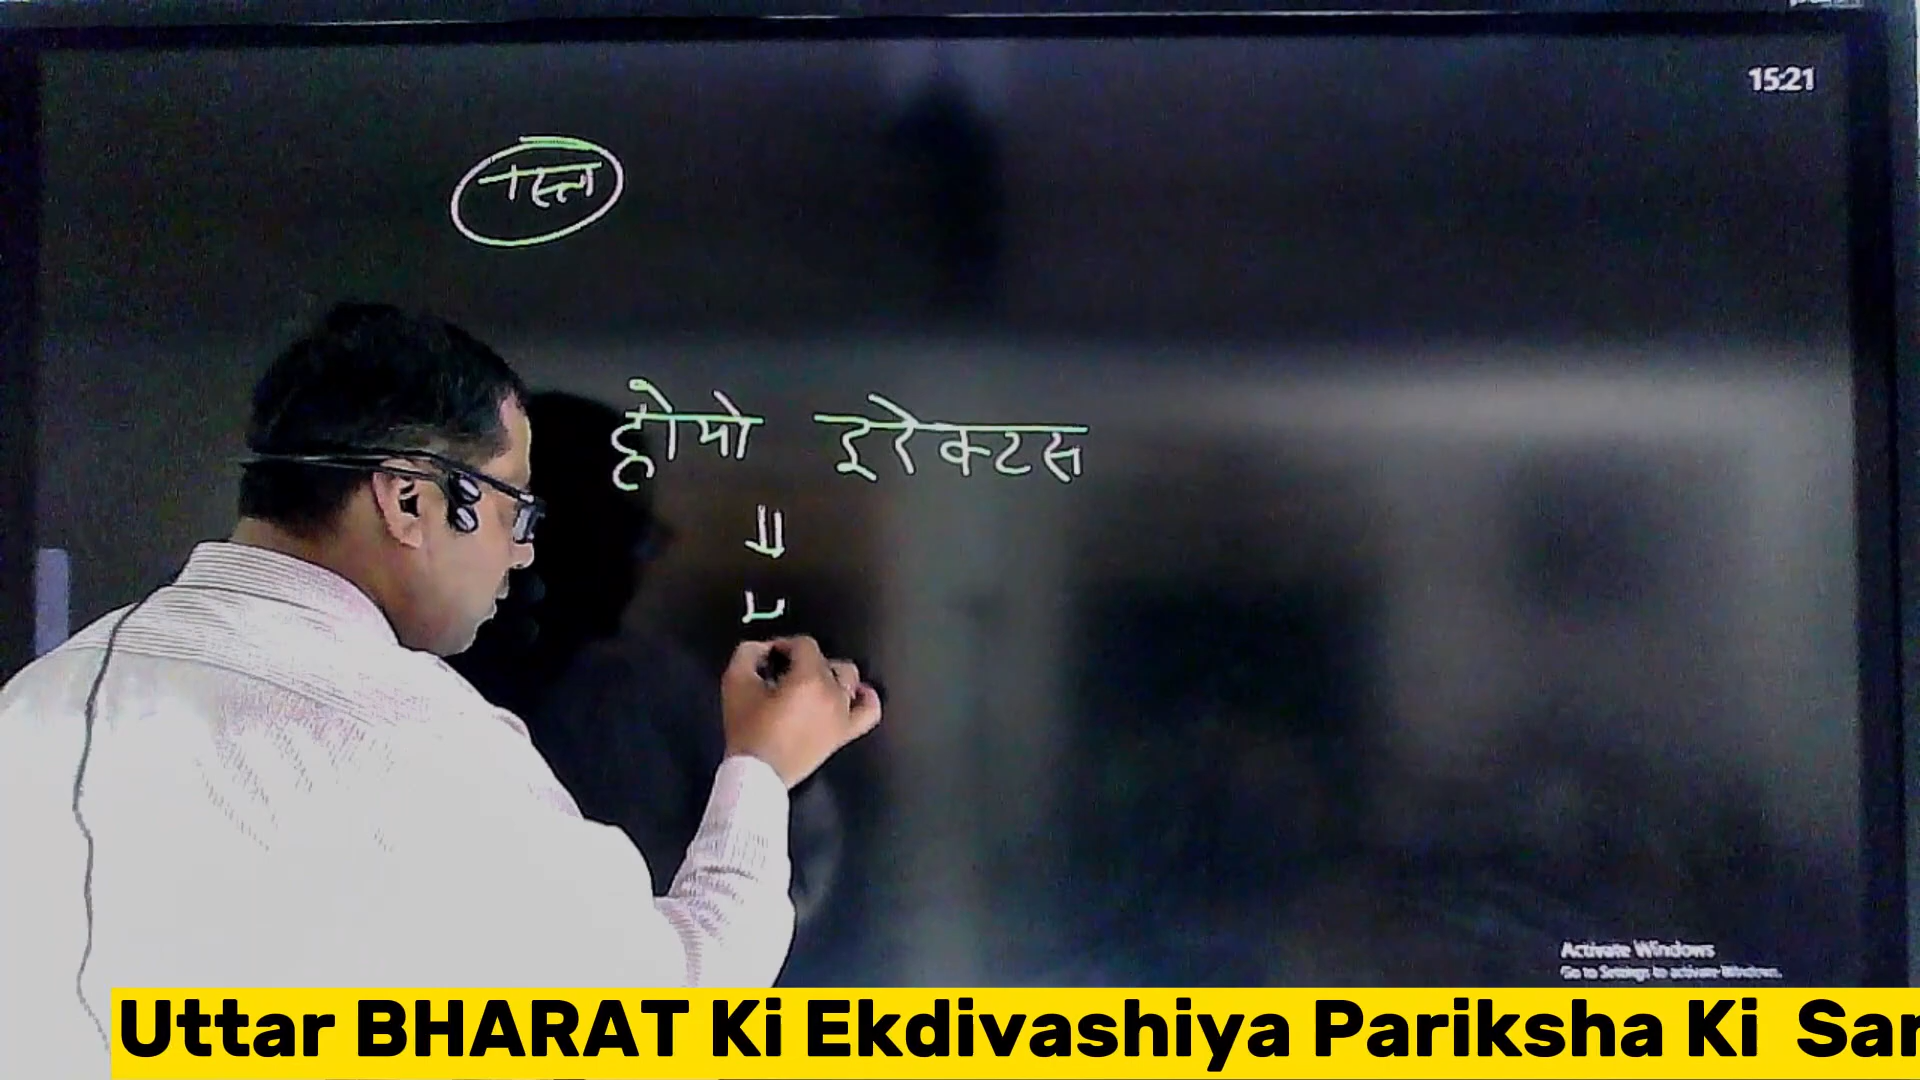 15:21
होमो इरेक्टस
Activate Windows
Go to Settings to activate Windows.
Uttar BHARAT Ki Ekdivashiya Pariksha Ki Sar